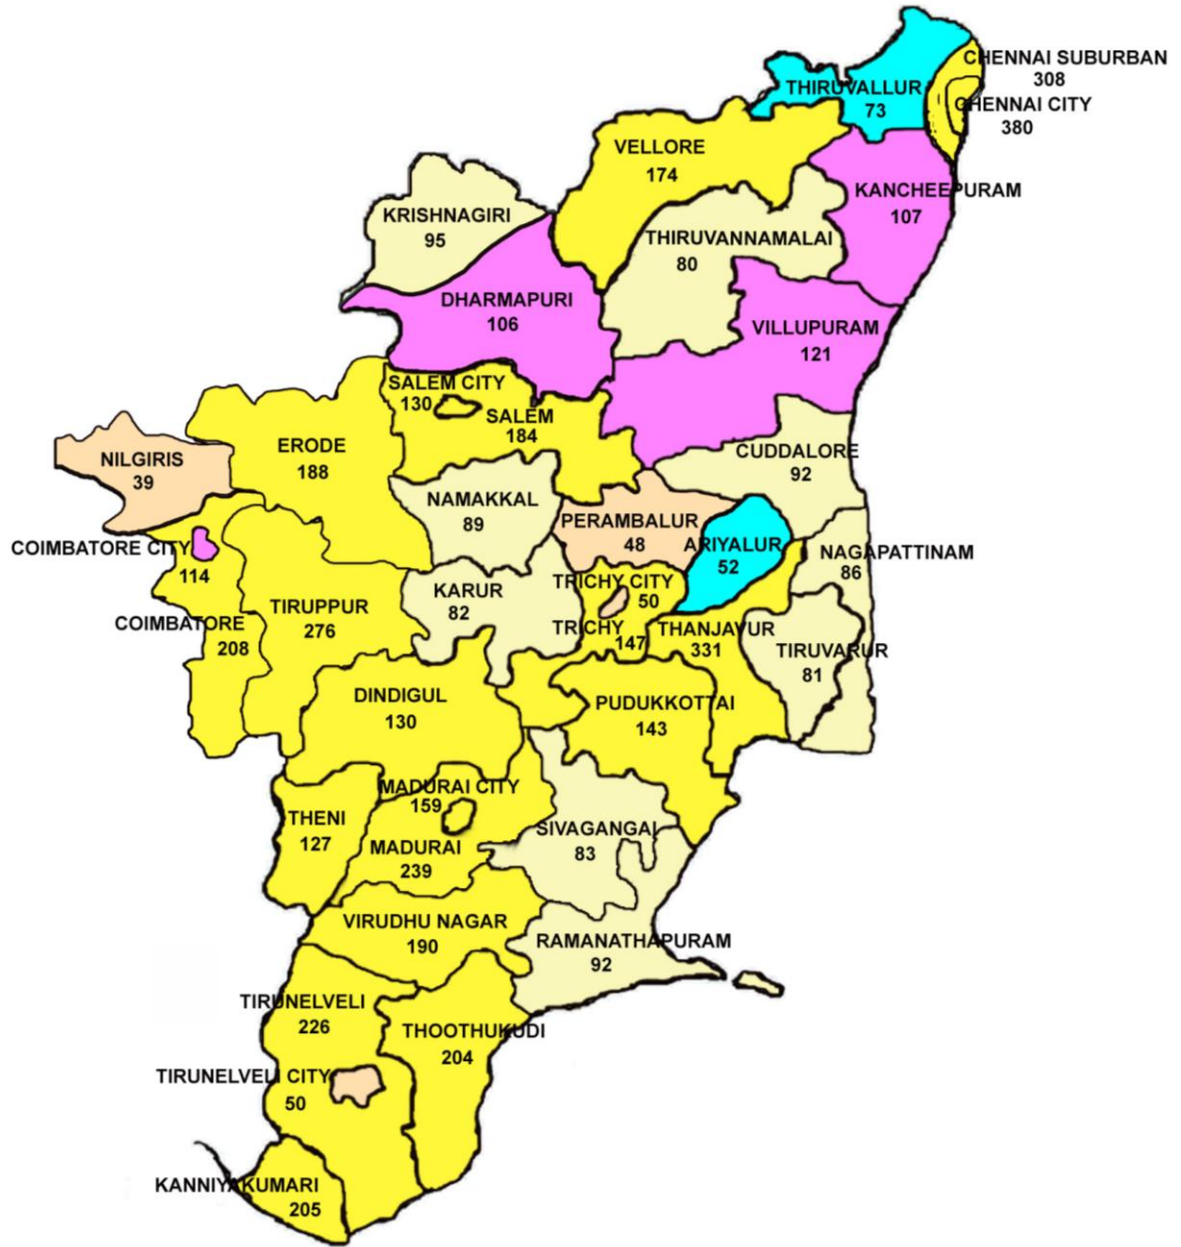 CHENNAI SUBURBAN
308
THIRUVALLUR
73
CHENNAI CITY
380
VELLORE
174
KANCHEEPURAM
107
KRISHNAGIRI
95
THIRUVANNAMALAI
80
DHARMAPURI
106
VILLUPURAM
121
SALEM CITY
130
SALEM
184
ERODE
188
CUDDALORE
92
NILGIRIS
39
NAMAKKAL
89
PERAMBALUR
48
ARIYALUR
52
NAGAPATTINAM
86
COIMBATORE CITY
114
TRICHY CITY
50
KARUR
82
TIRUPPUR
276
COIMBATORE
208
TRICHY
147
THANJAVUR
331
TIRUVARUR
81
DINDIGUL
130
PUDUKKOTTAI
143
MADURAI CITY
159
THENI
127
SIVAGANGAI
83
MADURAI
239
VIRUDHU NAGAR
190
RAMANATHAPURAM
92
TIRUNELVELI
226
THOOTHUKUDI
204
TIRUNELVELI CITY
50
KANNIYAKUMARI
205